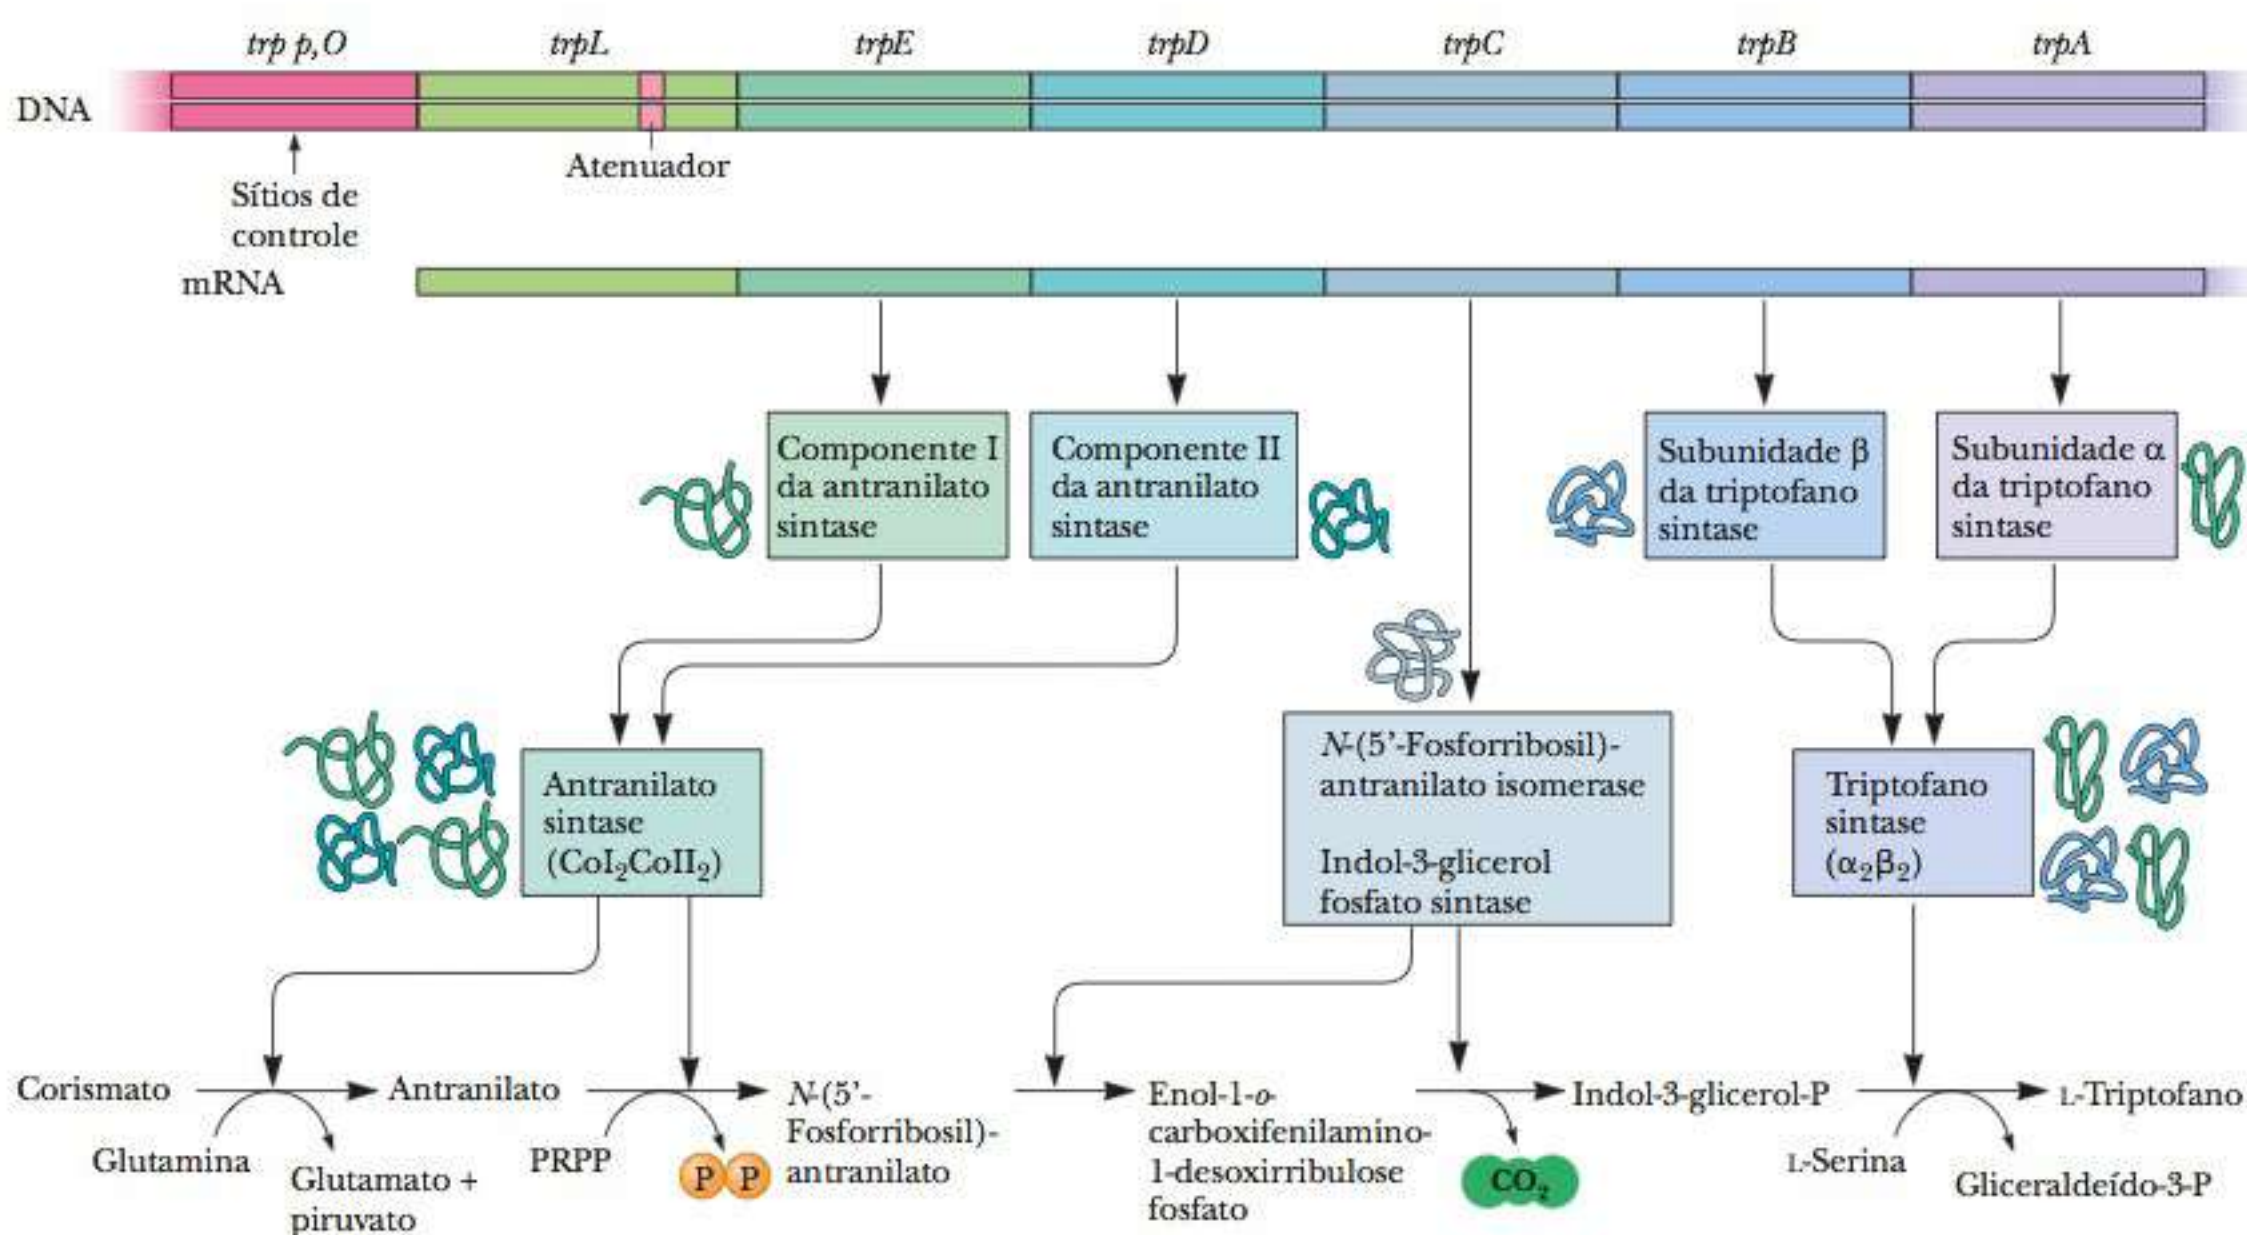 trp p,O
trpL
trpE
trpD
trpC
trpB
trpA
DNA
Atenuador
Sítios de
controle
mRNA
Componente I
da antranilato
sintase
Componente II
da antranilato
sintase
Subunidade β
da triptofano
sintase
Subunidade α
da triptofano
sintase
Antranilato
sintase
(CoI₂CoII₂)
N-(5’-Fosforribosil)-
antranilato isomerase
Indol-3-glicerol
fosfato sintase
Triptofano
sintase
(α₂β₂)
Corismato
Glutamina
Glutamato +
piruvato
Antranilato
PRPP
P P
N-(5’-
Fosforribosil)-
antranilato
Enol-1-o-
carboxifenilamino-
1-desoxirribulose
fosfato
CO₂
Indol-3-glicerol-P
L-Serina
Gliceraldeído-3-P
L-Triptofano